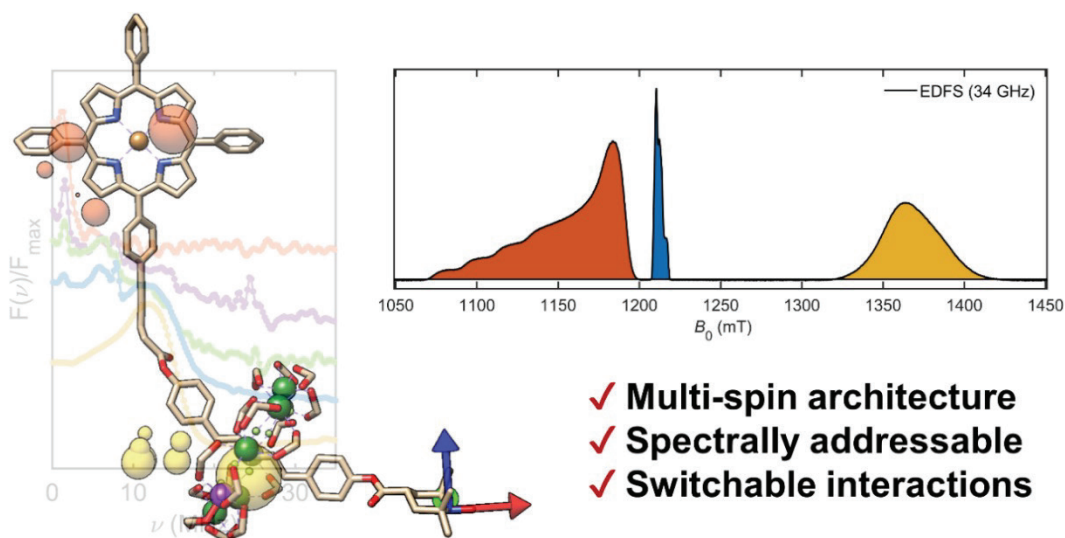 EDFS (34 GHz)
1050 1100 1150 1200 1250 1300 1350 1400 1450
B₀ (mT)
F(ν)/Fmax
0 10 30
ν
✓ Multi-spin architecture
✓ Spectrally addressable
✓ Switchable interactions